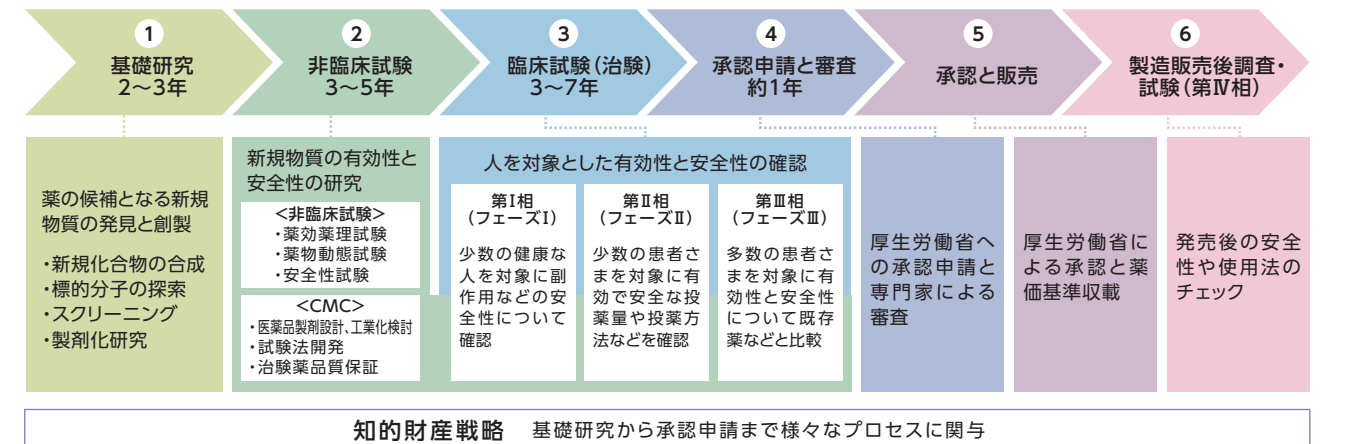 1
基礎研究
2〜3年
2
非臨床試験
3〜5年
3
臨床試験（治験）
3〜7年
4
承認申請と審査
約1年
5
承認と販売
6
製造販売後調査・
試験（第Ⅳ相）
薬の候補となる新規
物質の発見と創製
・新規化合物の合成
・標的分子の探索
・スクリーニング
・製剤化研究
新規物質の有効性と
安全性の研究
＜非臨床試験＞
・薬効薬理試験
・薬物動態試験
・安全性試験
＜CMC＞
・医薬品製剤設計、工業化検討
・試験法開発
・治験薬品質保証
人を対象とした有効性と安全性の確認
第Ⅰ相
（フェーズⅠ）
少数の健康な
人を対象に副
作用などの安
全性について
確認
第Ⅱ相
（フェーズⅡ）
少数の患者さ
まを対象に有
効で安全な投
薬量や投薬方
法などを確認
第Ⅲ相
（フェーズⅢ）
多数の患者さ
まを対象に有
効性と安全性
について既存
薬などと比較
厚生労働省へ
の承認申請と
専門家による
審査
厚生労働省に
よる承認と薬
価基準収載
発売後の安全
性や使用法の
チェック
知的財産戦略 基礎研究から承認申請まで様々なプロセスに関与